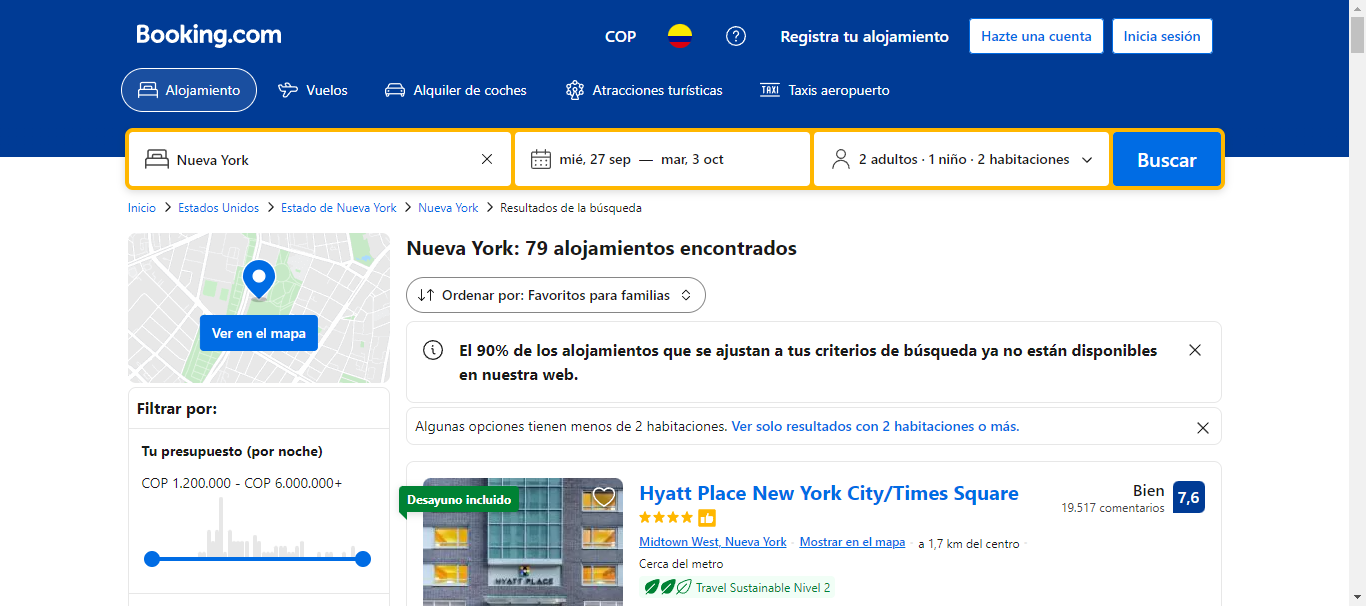 Booking.com
COP
Registra tu alojamiento
Hazte una cuenta
Inicia sesión
Alojamiento
Vuelos
Alquiler de coches
Atracciones turísticas
TAXI
Taxis aeropuerto
Nueva York
mié, 27 sep — mar, 3 oct
2 adultos · 1 niño · 2 habitaciones
Buscar
Inicio > Estados Unidos > Estado de Nueva York > Nueva York > Resultados de la búsqueda
Ver en el mapa
Filtrar por:
Tu presupuesto (por noche)
COP 1.200.000 - COP 6.000.000+
Nueva York: 79 alojamientos encontrados
Ordenar por: Favoritos para familias
El 90% de los alojamientos que se ajustan a tus criterios de búsqueda ya no están disponibles
en nuestra web.
Algunas opciones tienen menos de 2 habitaciones. Ver solo resultados con 2 habitaciones o más.
Desayuno incluido
HYATT PLACE
Hyatt Place New York City/Times Square
Bien
19.517 comentarios
7,6
Midtown West, Nueva York · Mostrar en el mapa · a 1,7 km del centro ·
Cerca del metro
Travel Sustainable Nivel 2